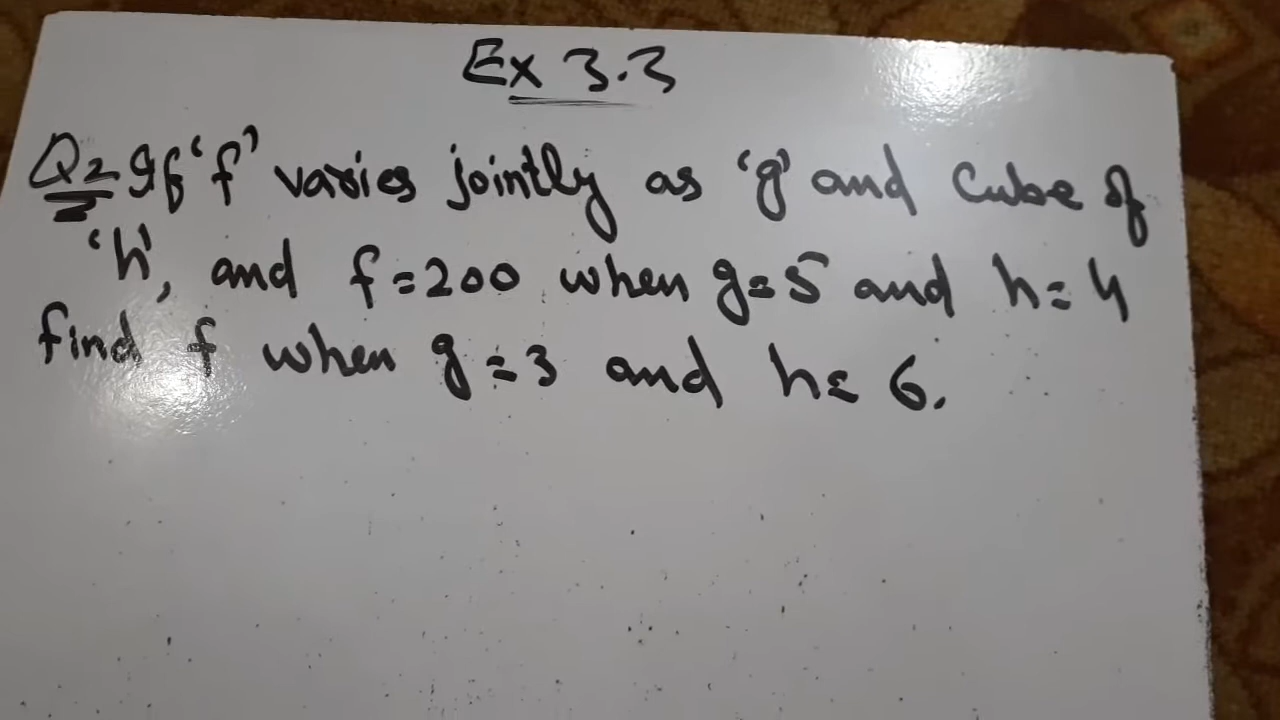 Ex 3.3
Q2 If 'f' varies jointly as 'g' and Cube of
'h', and f=200 when g=5 and h=4
find f when g=3 and h= 6.